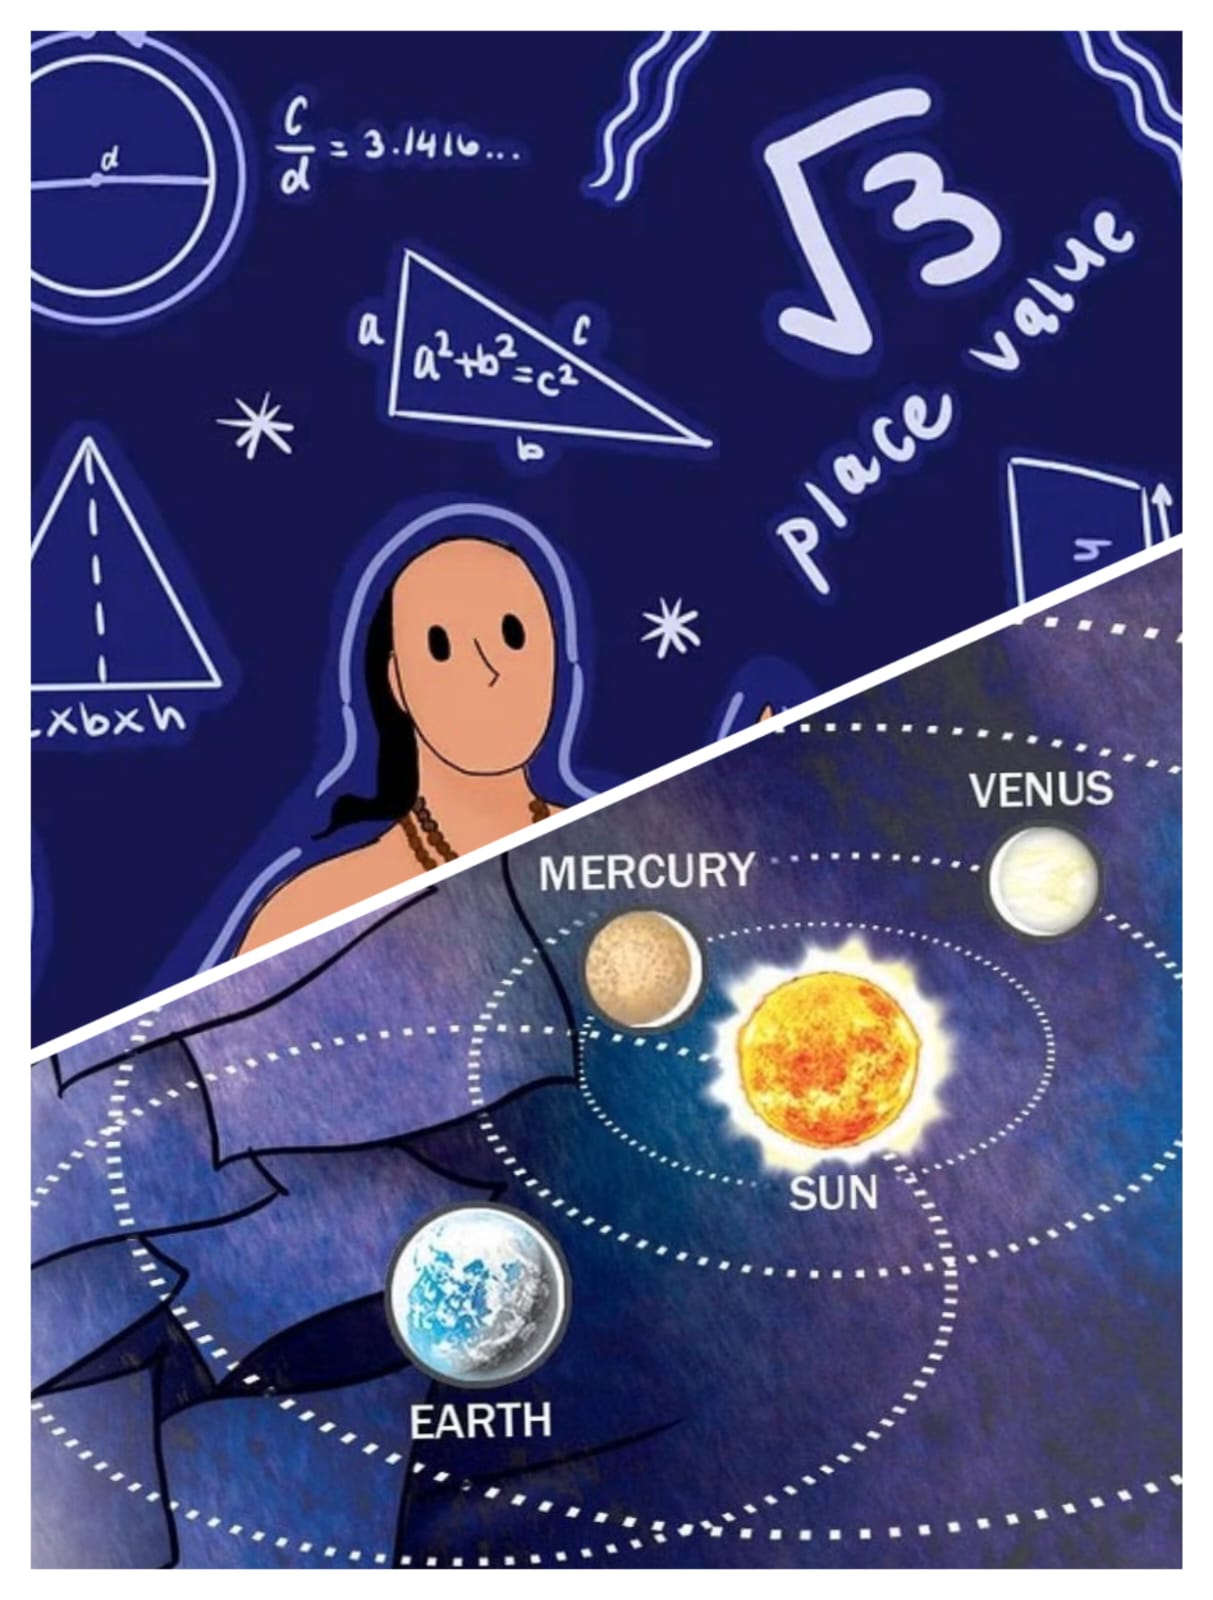 d
C/d = 3.1416...
√3
place value
a
c
a²+b²=c²
b
xbxh
y
VENUS
MERCURY
SUN
EARTH